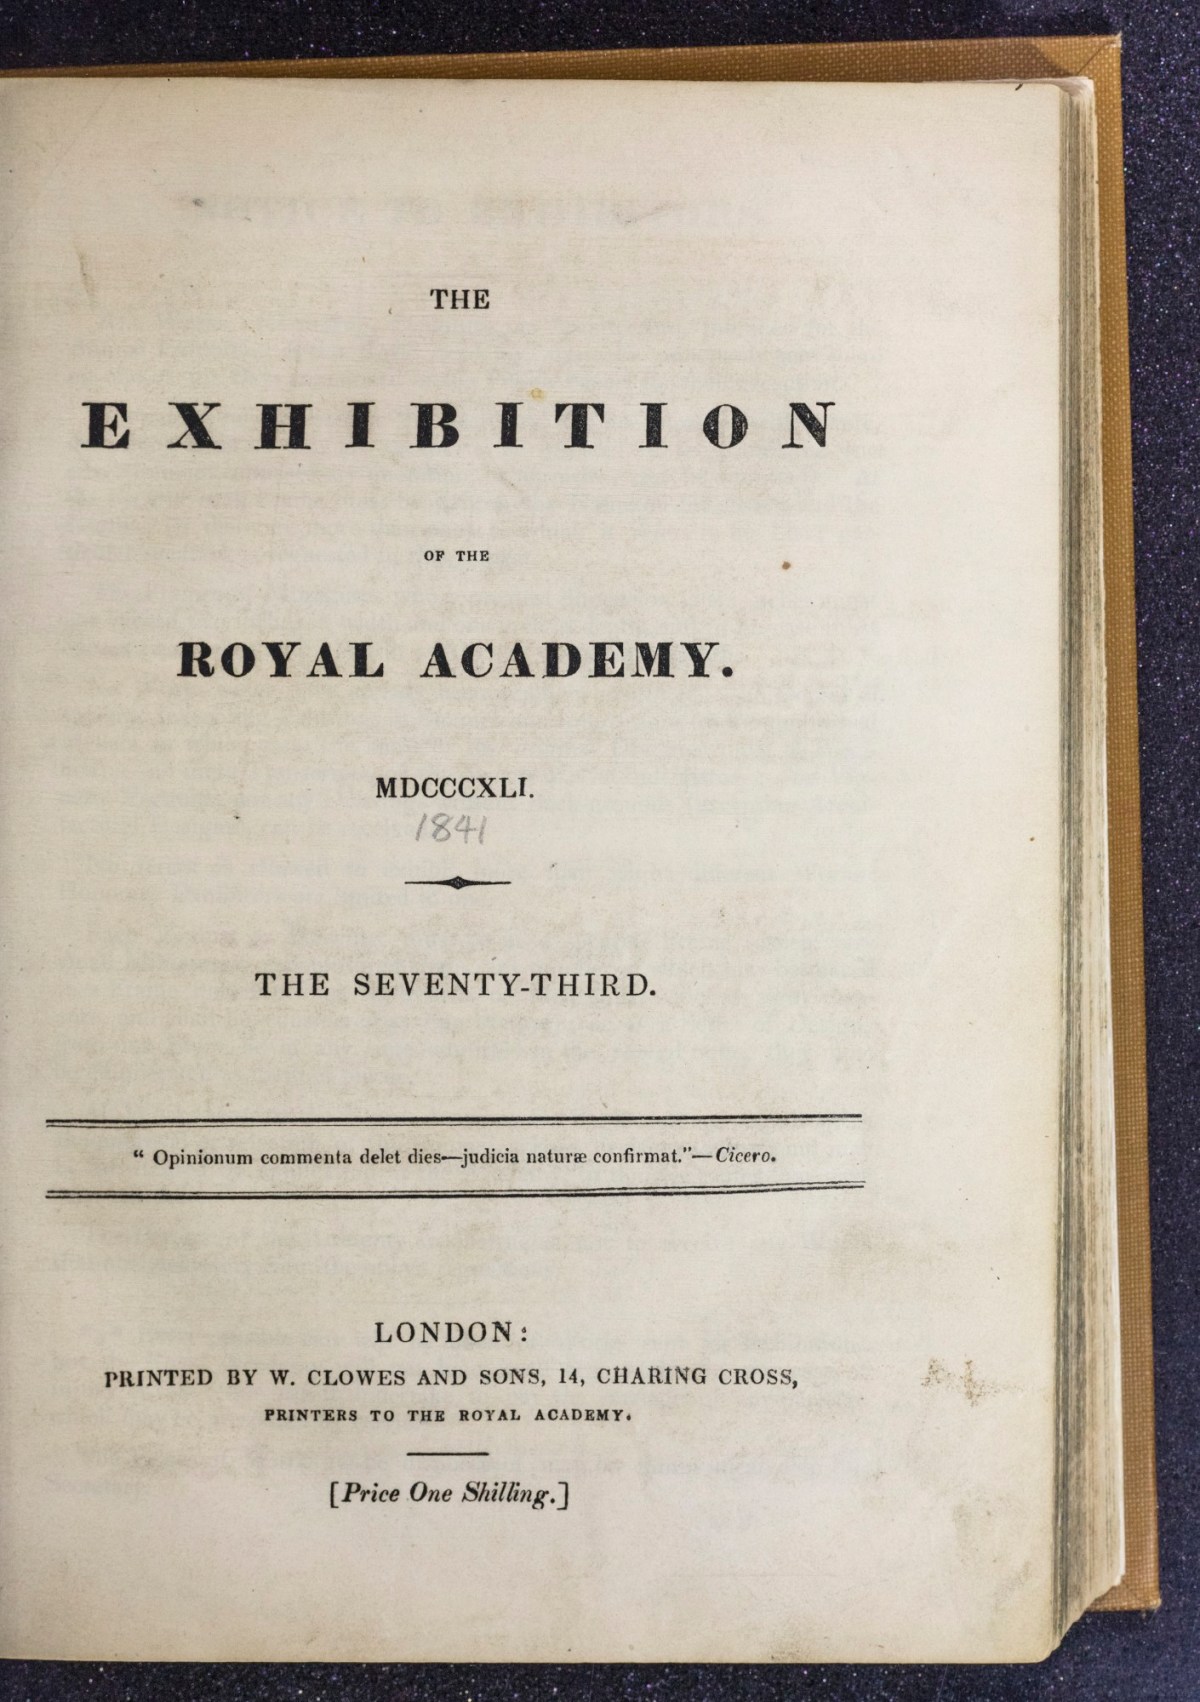 THE
EXHIBITION
OF THE
ROYAL ACADEMY.
MDCCCXLI.
1841
THE SEVENTY-THIRD.
“ Opinionum commenta delet dies—judicia naturæ confirmat.”—Cicero.
LONDON:
PRINTED BY W. CLOWES AND SONS, 14, CHARING CROSS,
PRINTERS TO THE ROYAL ACADEMY.
[Price One Shilling.]